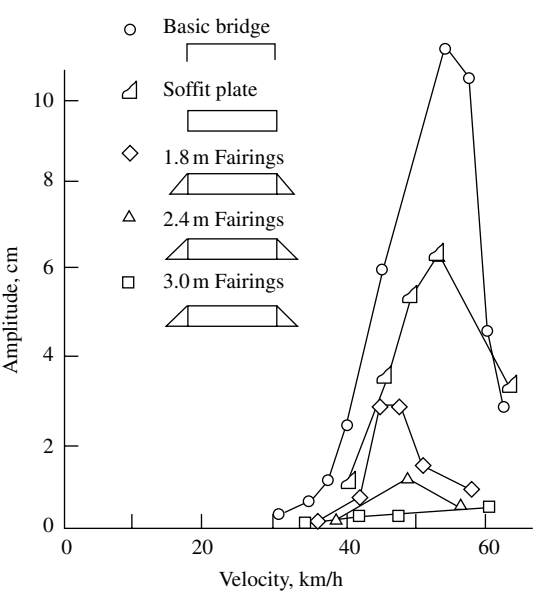 Basic bridge
Soffit plate
1.8 m Fairings
2.4 m Fairings
3.0 m Fairings
Amplitude, cm
10
8
6
4
2
0
0 20 40 60
Velocity, km/h